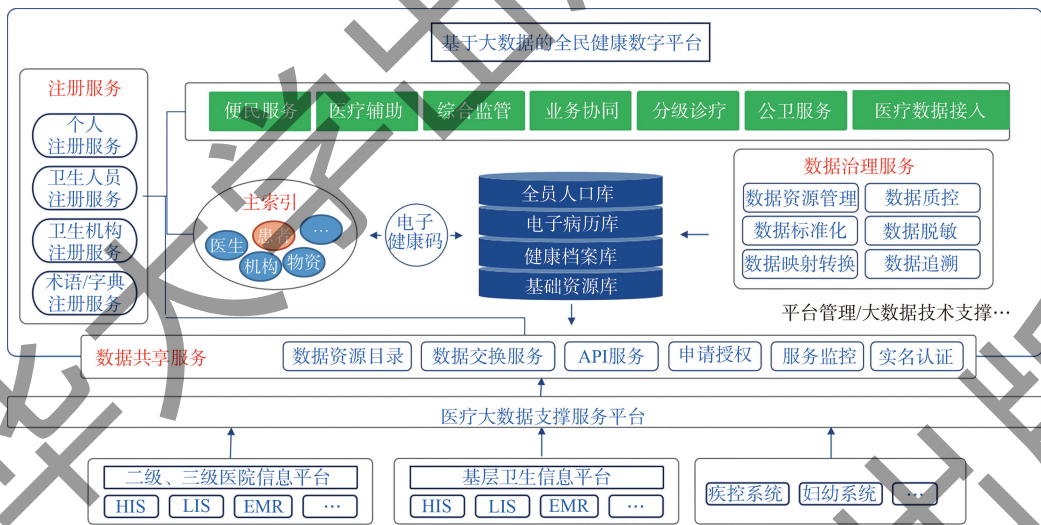 基于大数据的全民健康数字平台
注册服务
个人
注册服务
卫生人员
注册服务
卫生机构
注册服务
术语/字典
注册服务
便民服务 医疗辅助 综合监管 业务协同 分级诊疗 公卫服务 医疗数据接入
主索引
医生 患者 …
机构 物资
电子
健康码
全员人口库
电子病历库
健康档案库
基础资源库
数据治理服务
数据资源管理 数据质控
数据标准化 数据脱敏
数据映射转换 数据追溯
平台管理/大数据技术支撑…
数据共享服务 数据资源目录 数据交换服务 API服务 申请授权 服务监控 实名认证
医疗大数据支撑服务平台
二级、三级医院信息平台
HIS LIS EMR …
基层卫生信息平台
HIS LIS EMR …
疾控系统 妇幼系统 …